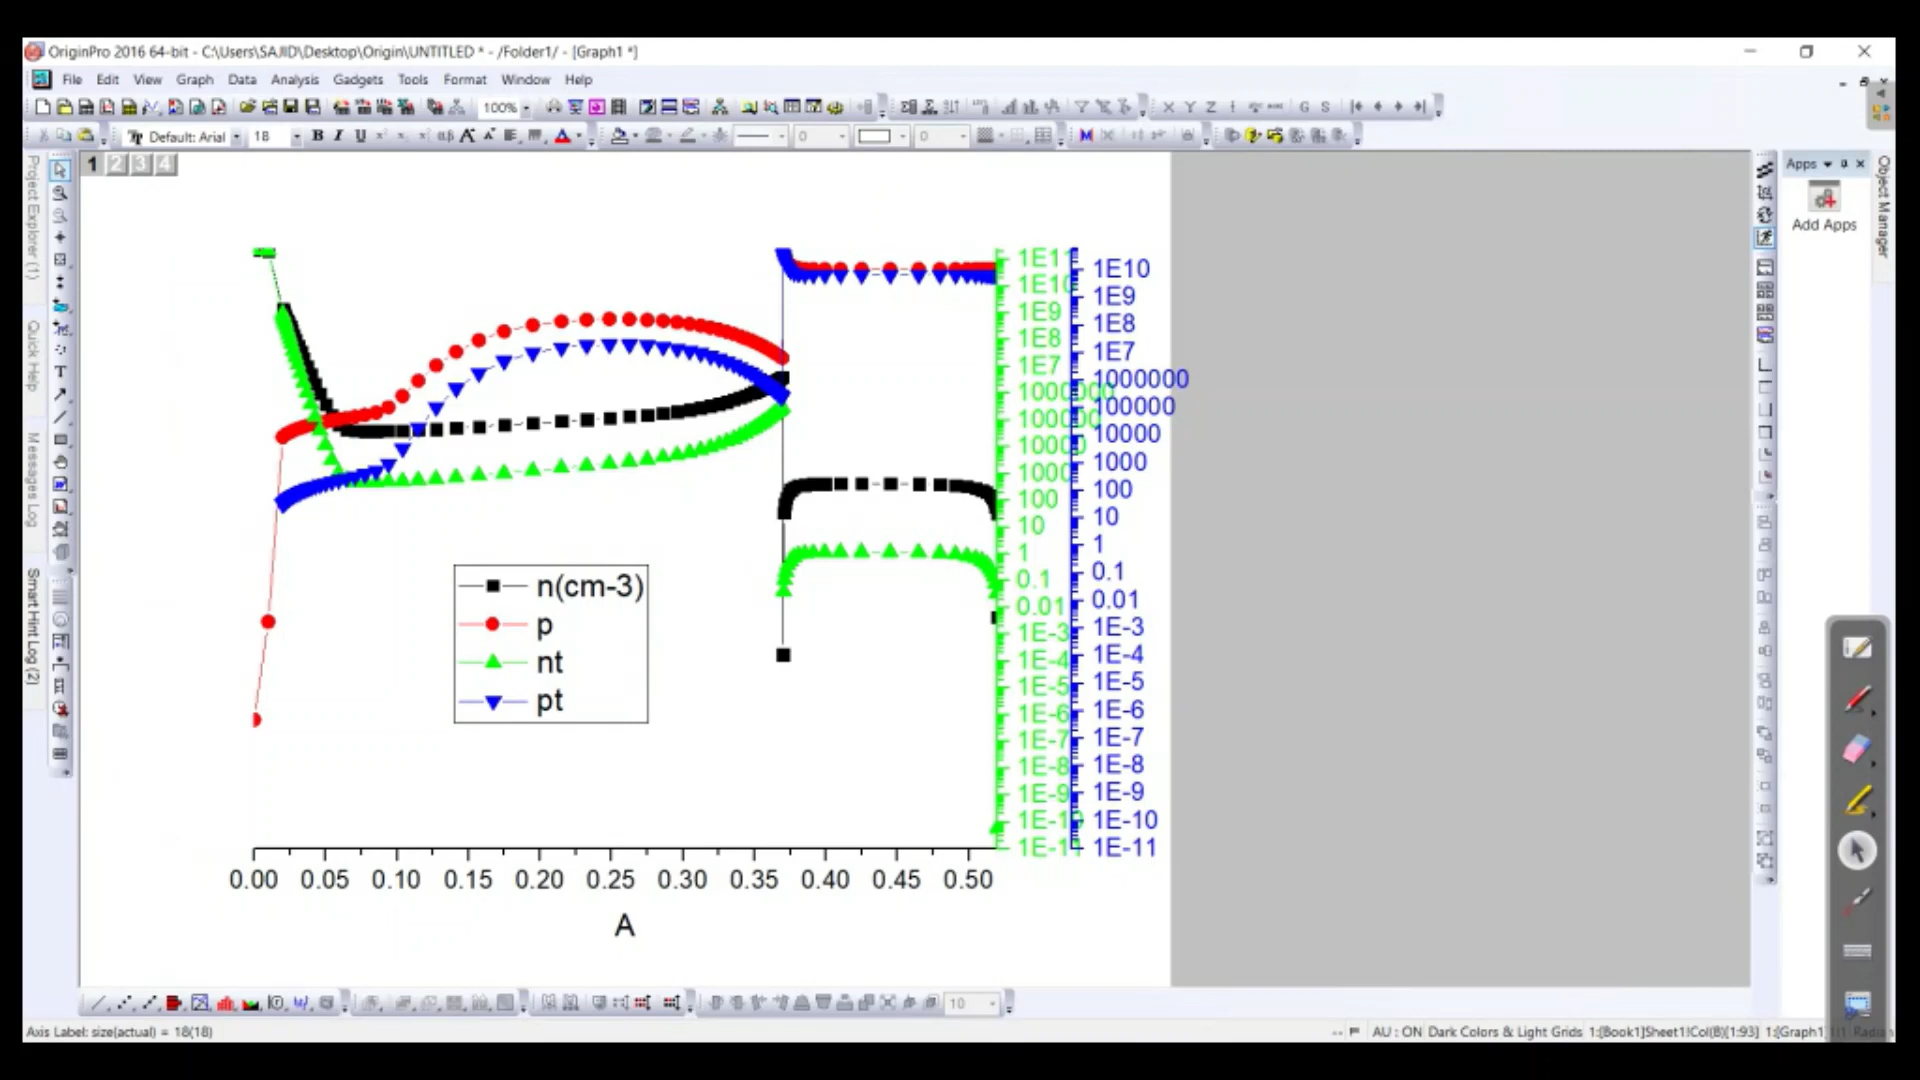 OriginPro 2016 64-bit - C:\Users\SAJID\Desktop\Origin\UNTITLED * - /Folder1/ - [Graph1 *]
File Edit View Graph Data Analysis Gadgets Tools Format Window Help
100%
X Y Z
G S
Default: Arial 18 B I U
αβ A A
0
0
M
1 2 3 4
Project Explorer (1)
Quick Help
Messages Log
Smart Hint Log (2)
T
Apps
Add Apps
Object Manager
n(cm-3)
p
nt
pt
1E10
1E9
1E8
1E7
1E-3
1E-4
1E-5
1E-6
1E-7
1E-8
1E-9
1E10
1E9
1E8
1E7
1000000
100000
10000
1000
100
10
1
0.1
0.01
1E-3
1E-4
1E-5
1E-6
1E-7
1E-8
1E-9
1E-10
1E-11
1000
100
10
1
0.1
0.01
0.00 0.05 0.10 0.15 0.20 0.25 0.30 0.35 0.40 0.45 0.50
A
10
Axis Label: size(actual) = 18(18)
AU : ON Dark Colors & Light Grids 1:[Book1]Sheet1!Col(B)[1:93] 1:[Graph1